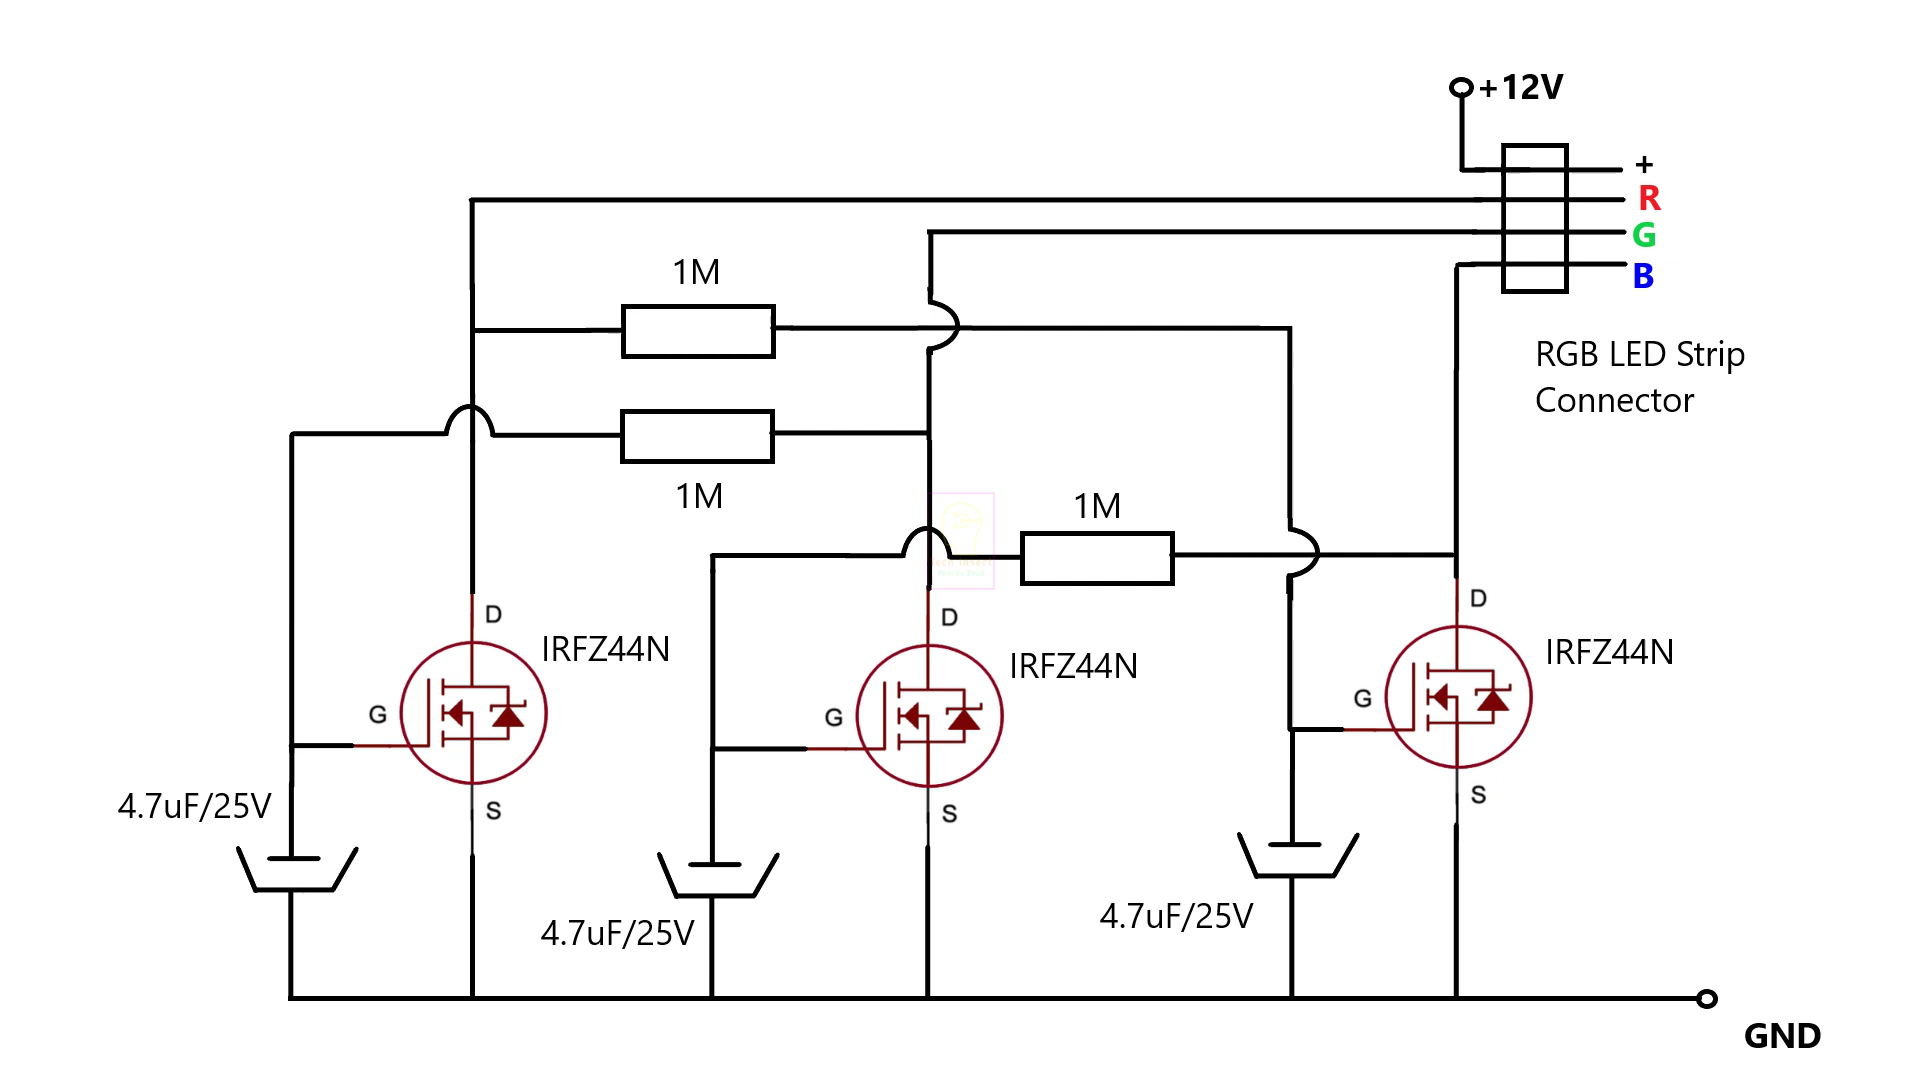 +12V
+
R
G
B
RGB LED Strip
Connector
1M
1M
1M
D
IRFZ44N
G
S
D
IRFZ44N
G
S
D
IRFZ44N
G
S
4.7uF/25V
4.7uF/25V
4.7uF/25V
GND